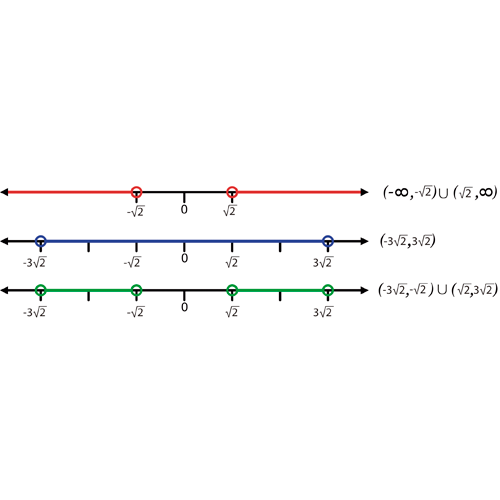 (-∞,-√2) ∪ (√2,∞)
-√2 0 √2
(-3√2,3√2)
-3√2 -√2 0 √2 3√2
(-3√2,-√2) ∪ (√2,3√2)
-3√2 -√2 0 √2 3√2